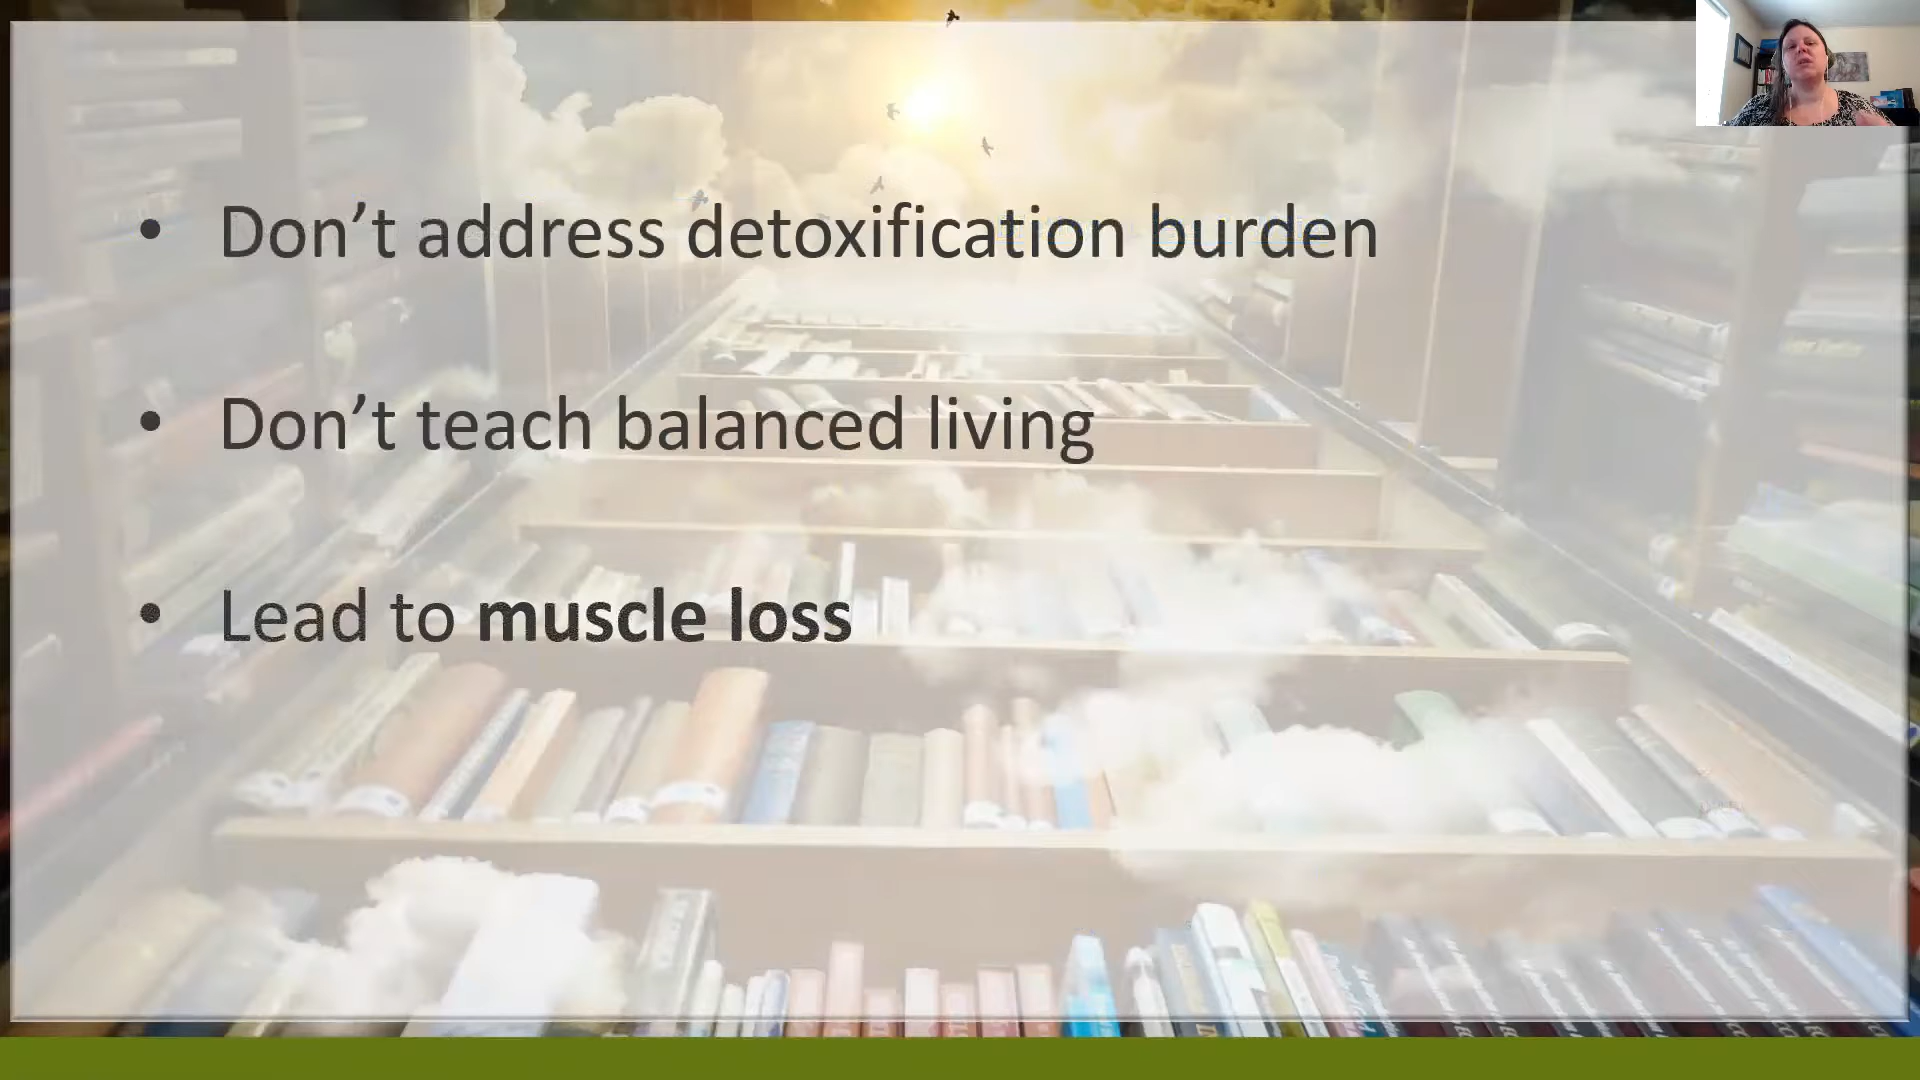 • Don’t address detoxification burden
• Don’t teach balanced living
• Lead to muscle loss